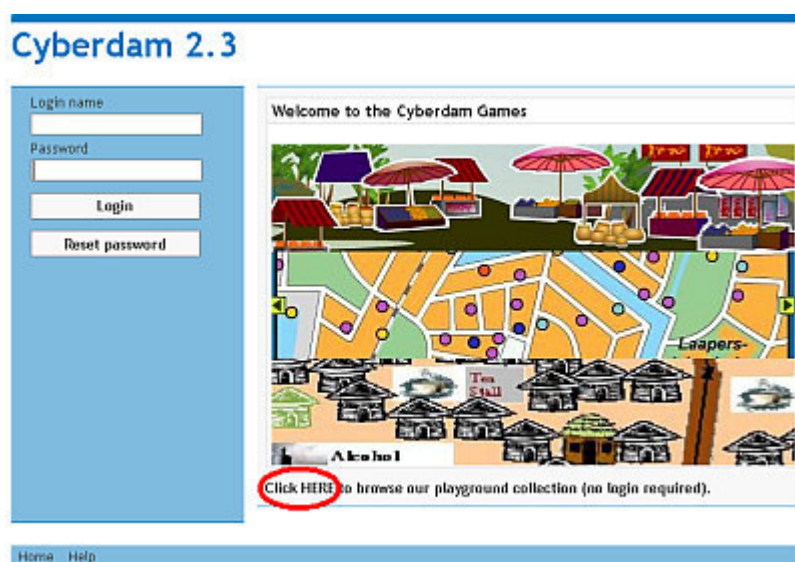 Cyberdam 2.3
Login name
Password
Login
Reset password
Welcome to the Cyberdam Games
Laapers-
Tea
Stall
Alcohol
Click HERE to browse our playground collection (no login required).
Home Help